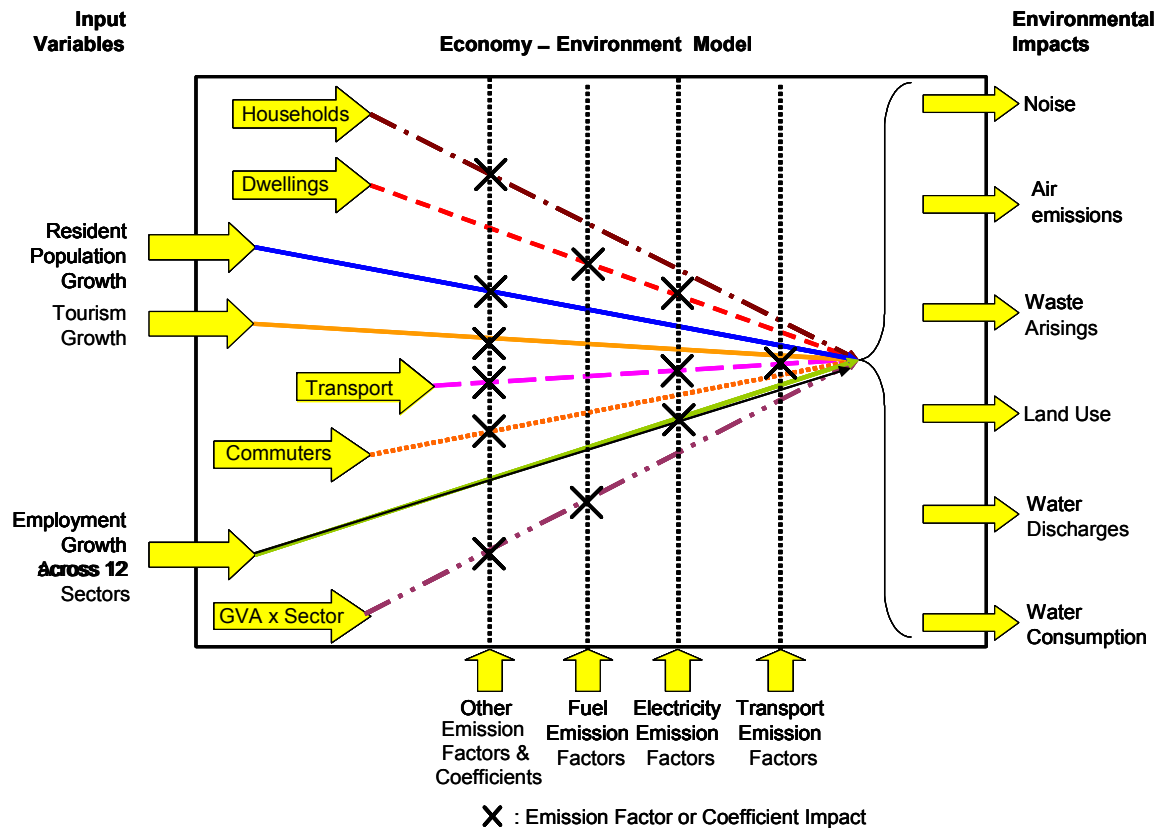 Input
Variables
Economy – Environment Model
Environmental
Impacts
Households
Dwellings
Resident
Population
Growth
Tourism
Growth
Transport
Commuters
Employment
Growth
Across 12
Sectors
GVA x Sector
Noise
Air
emissions
Waste
Arisings
Land Use
Water
Discharges
Water
Consumption
Other
Emission
Factors &
Coefficients
Fuel
Emission
Factors
Electricity
Emission
Factors
Transport
Emission
Factors
X : Emission Factor or Coefficient Impact